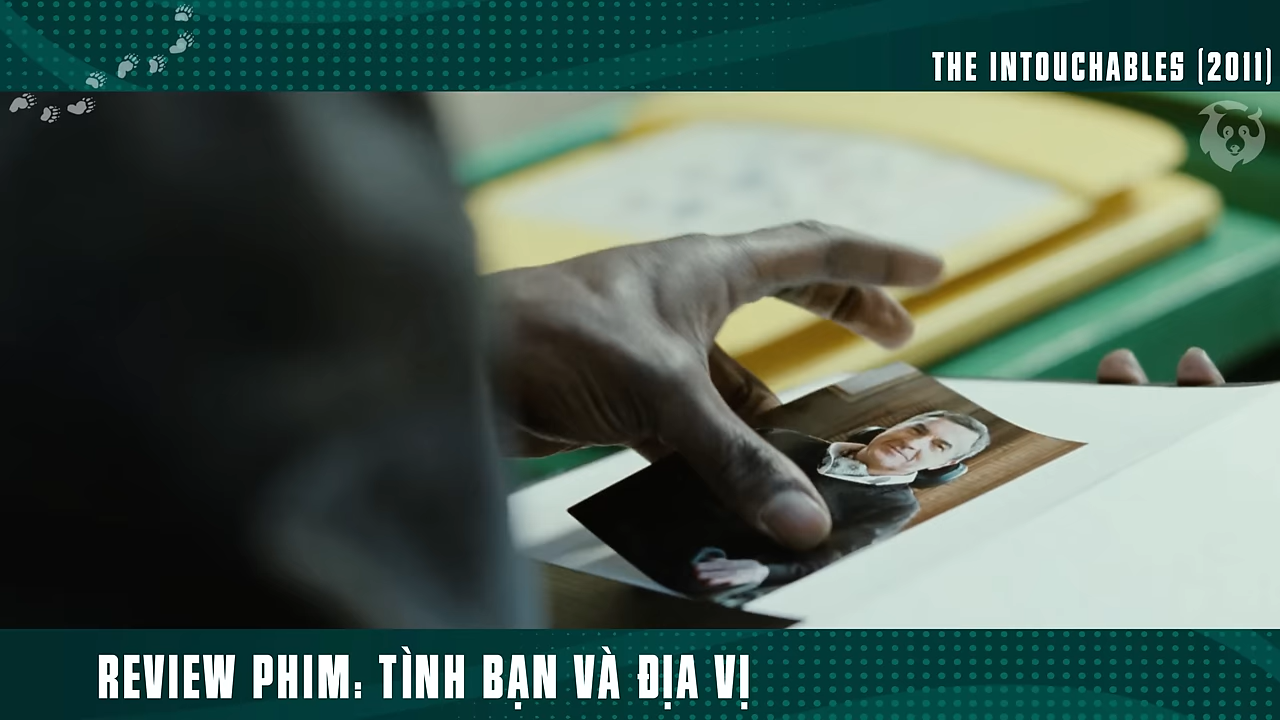 THE INTOUCHABLES (2011)
REVIEW PHIM: TÌNH BẠN VÀ ĐỊA VỊ